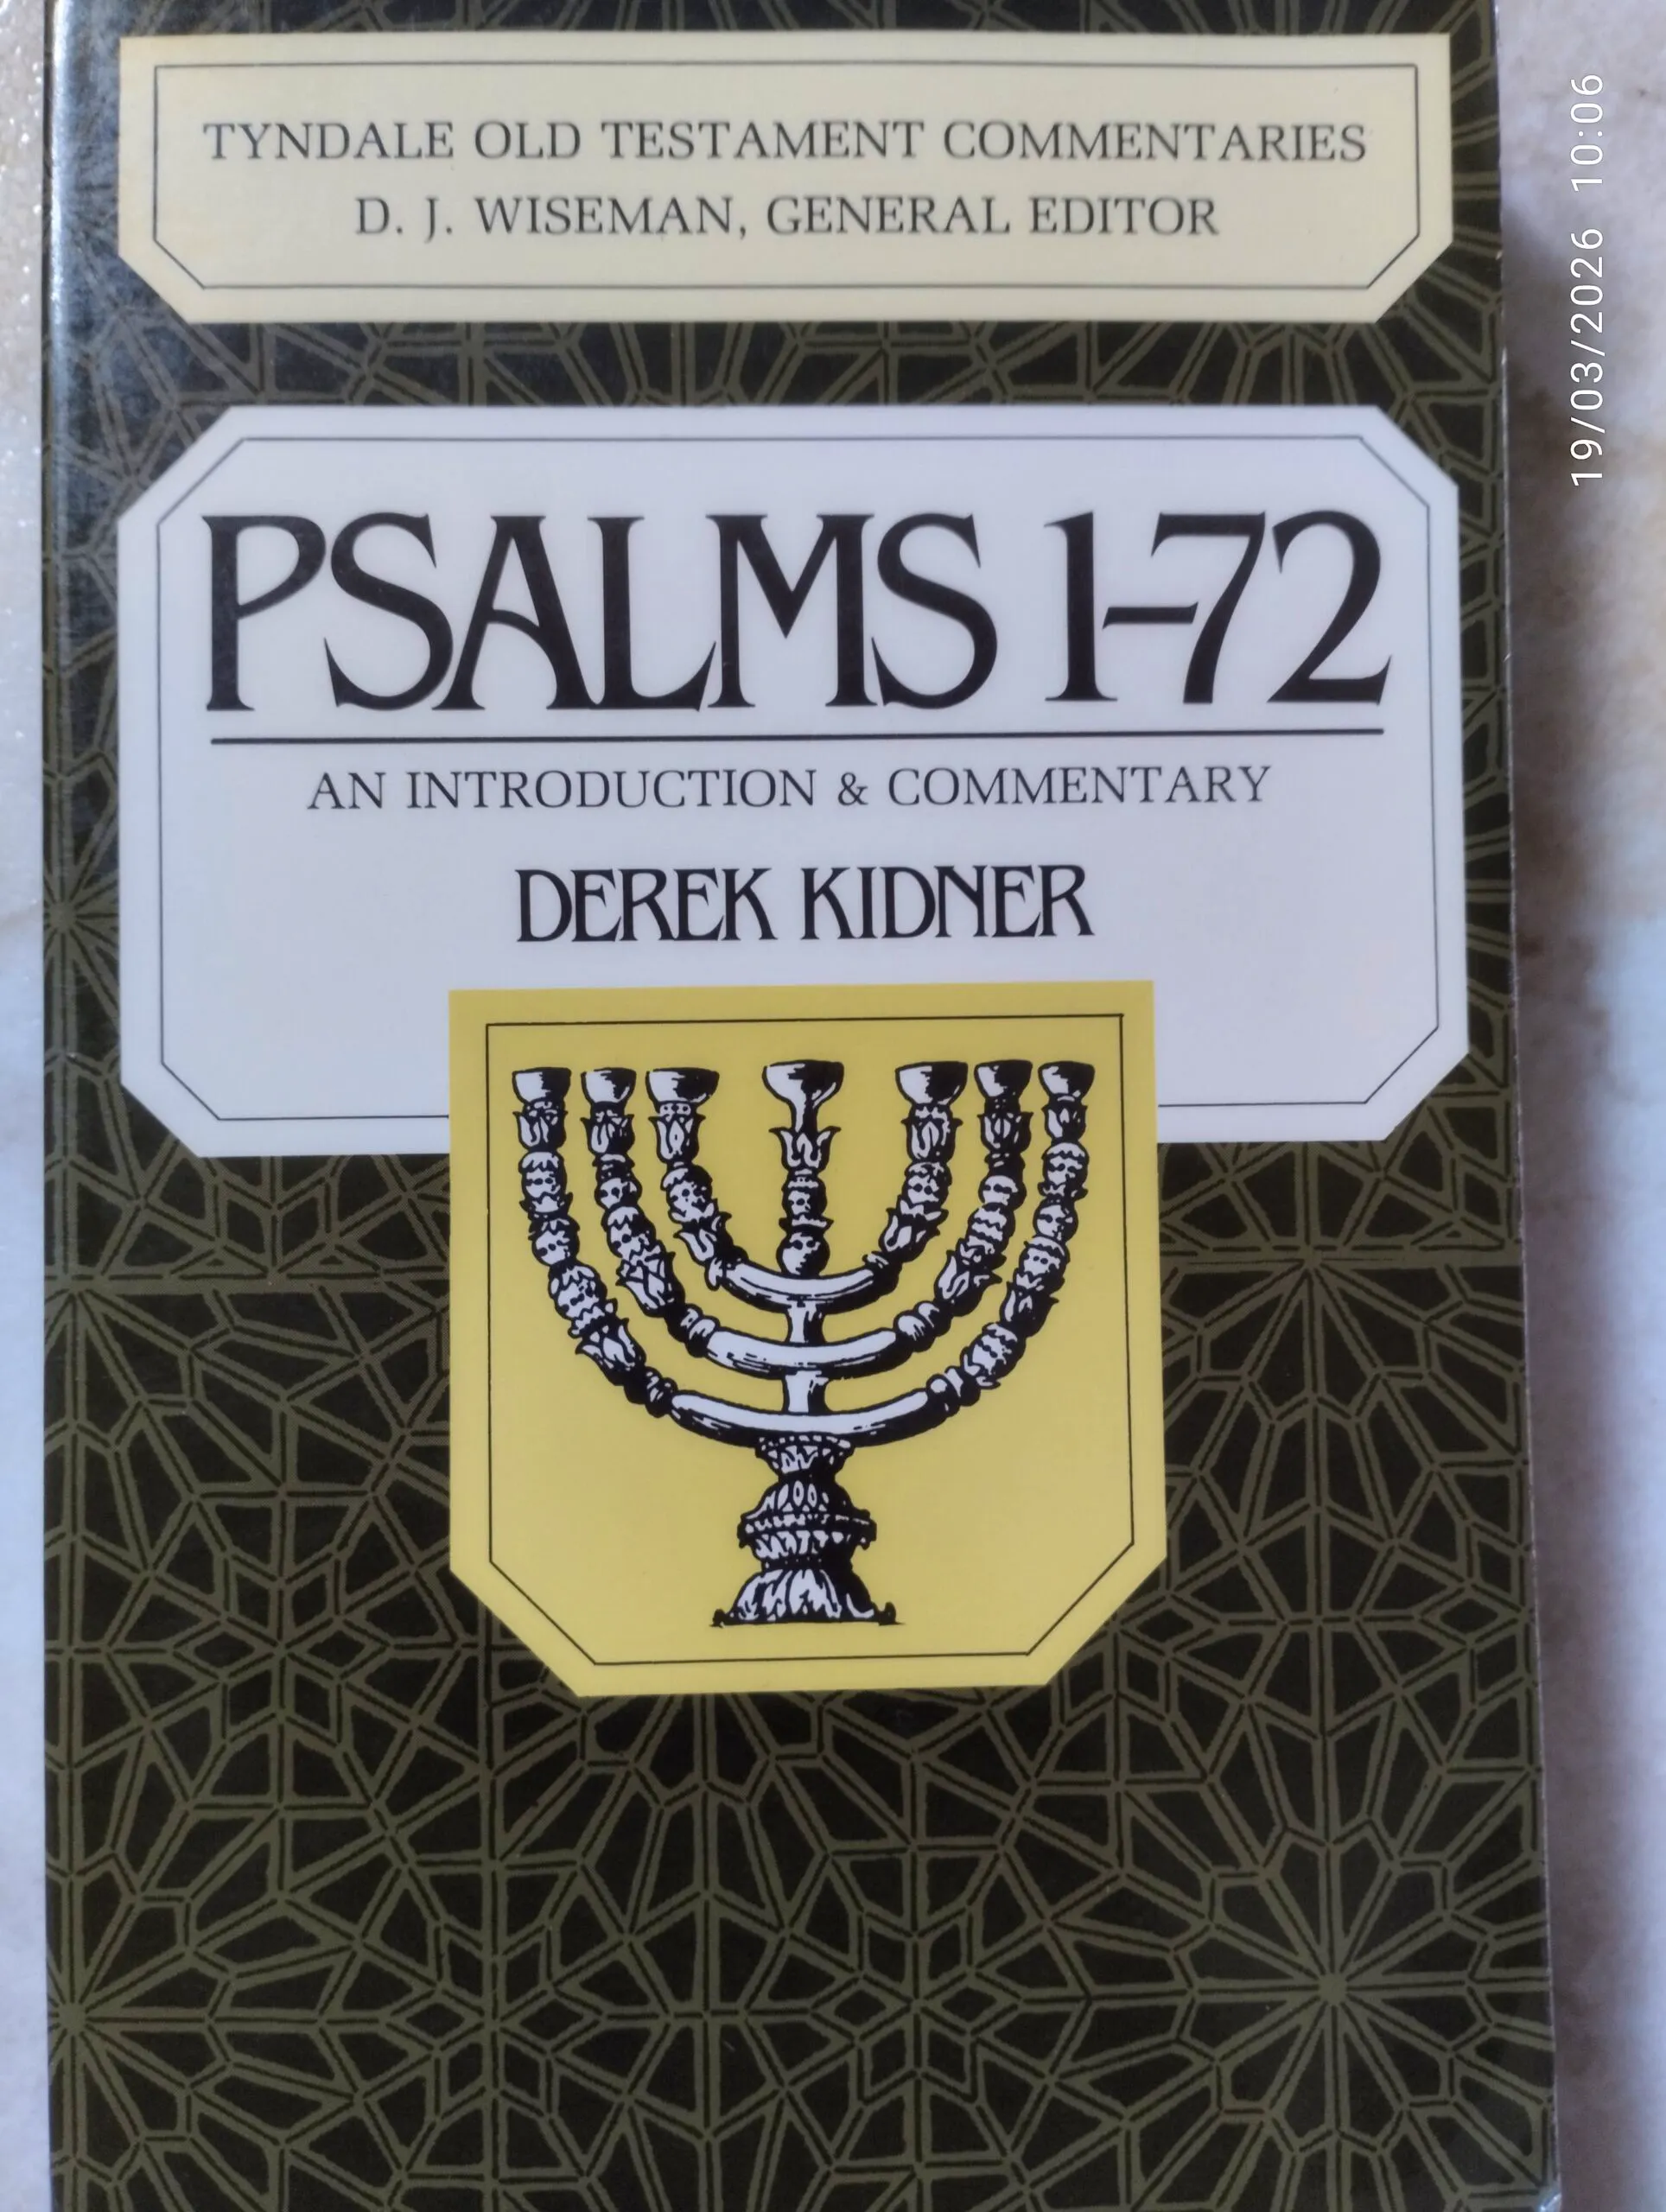 TYNDALE OLD TESTAMENT COMMENTARIES
D. J. WISEMAN, GENERAL EDITOR
PSALMS 1–72
AN INTRODUCTION & COMMENTARY
DEREK KIDNER
19/03/2026 10:06